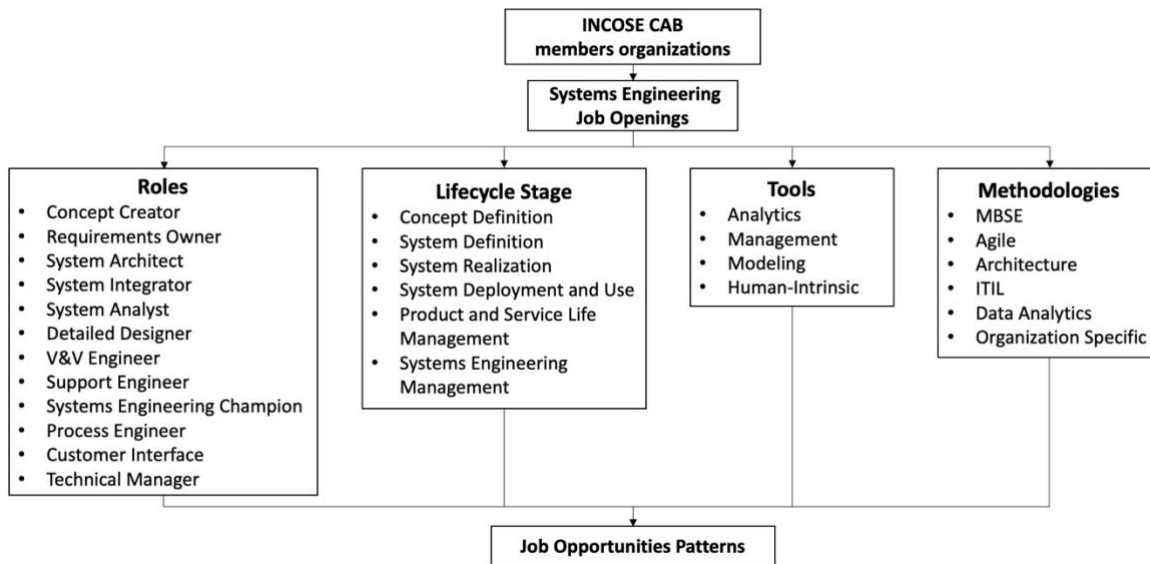 INCOSE CAB
members organizations
Systems Engineering
Job Openings
Roles
• Concept Creator
• Requirements Owner
• System Architect
• System Integrator
• System Analyst
• Detailed Designer
• V&V Engineer
• Support Engineer
• Systems Engineering Champion
• Process Engineer
• Customer Interface
• Technical Manager
Lifecycle Stage
• Concept Definition
• System Definition
• System Realization
• System Deployment and Use
• Product and Service Life
Management
• Systems Engineering
Management
Tools
• Analytics
• Management
• Modeling
• Human-Intrinsic
Methodologies
• MBSE
• Agile
• Architecture
• ITIL
• Data Analytics
• Organization Specific
Job Opportunities Patterns